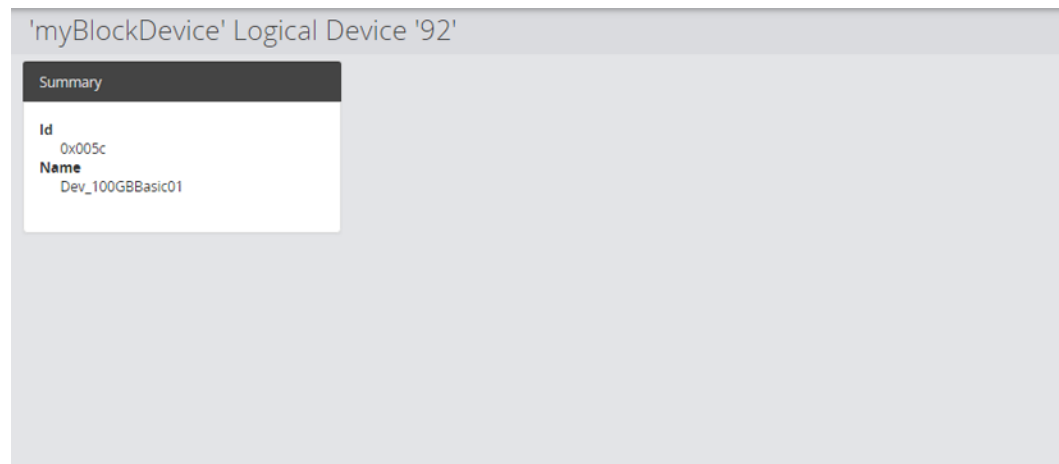 'myBlockDevice' Logical Device '92'
Summary
Id
0x005c
Name
Dev_100GBBasic01